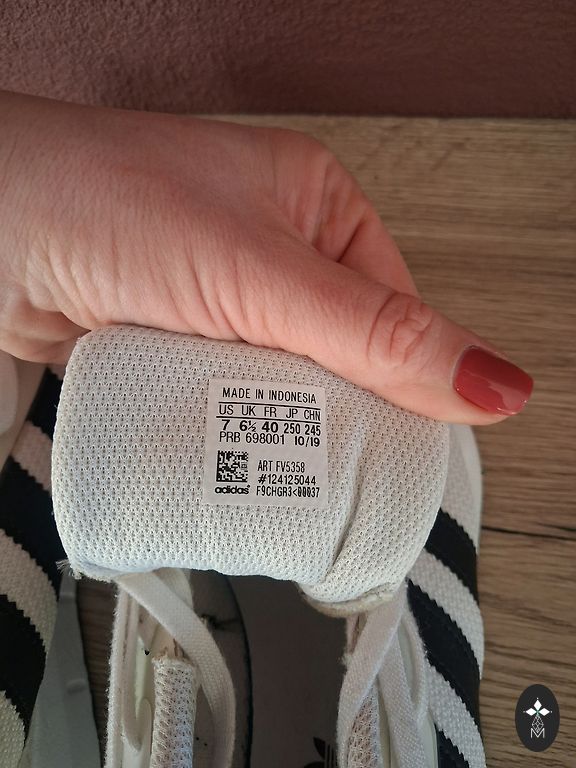 MADE IN INDONESIA
US UK FR JP CHN
7 6½ 40 250 245
PRB 698001 10/19
ART FV5358
#124125044
adidas F9CHGR3<00037
M